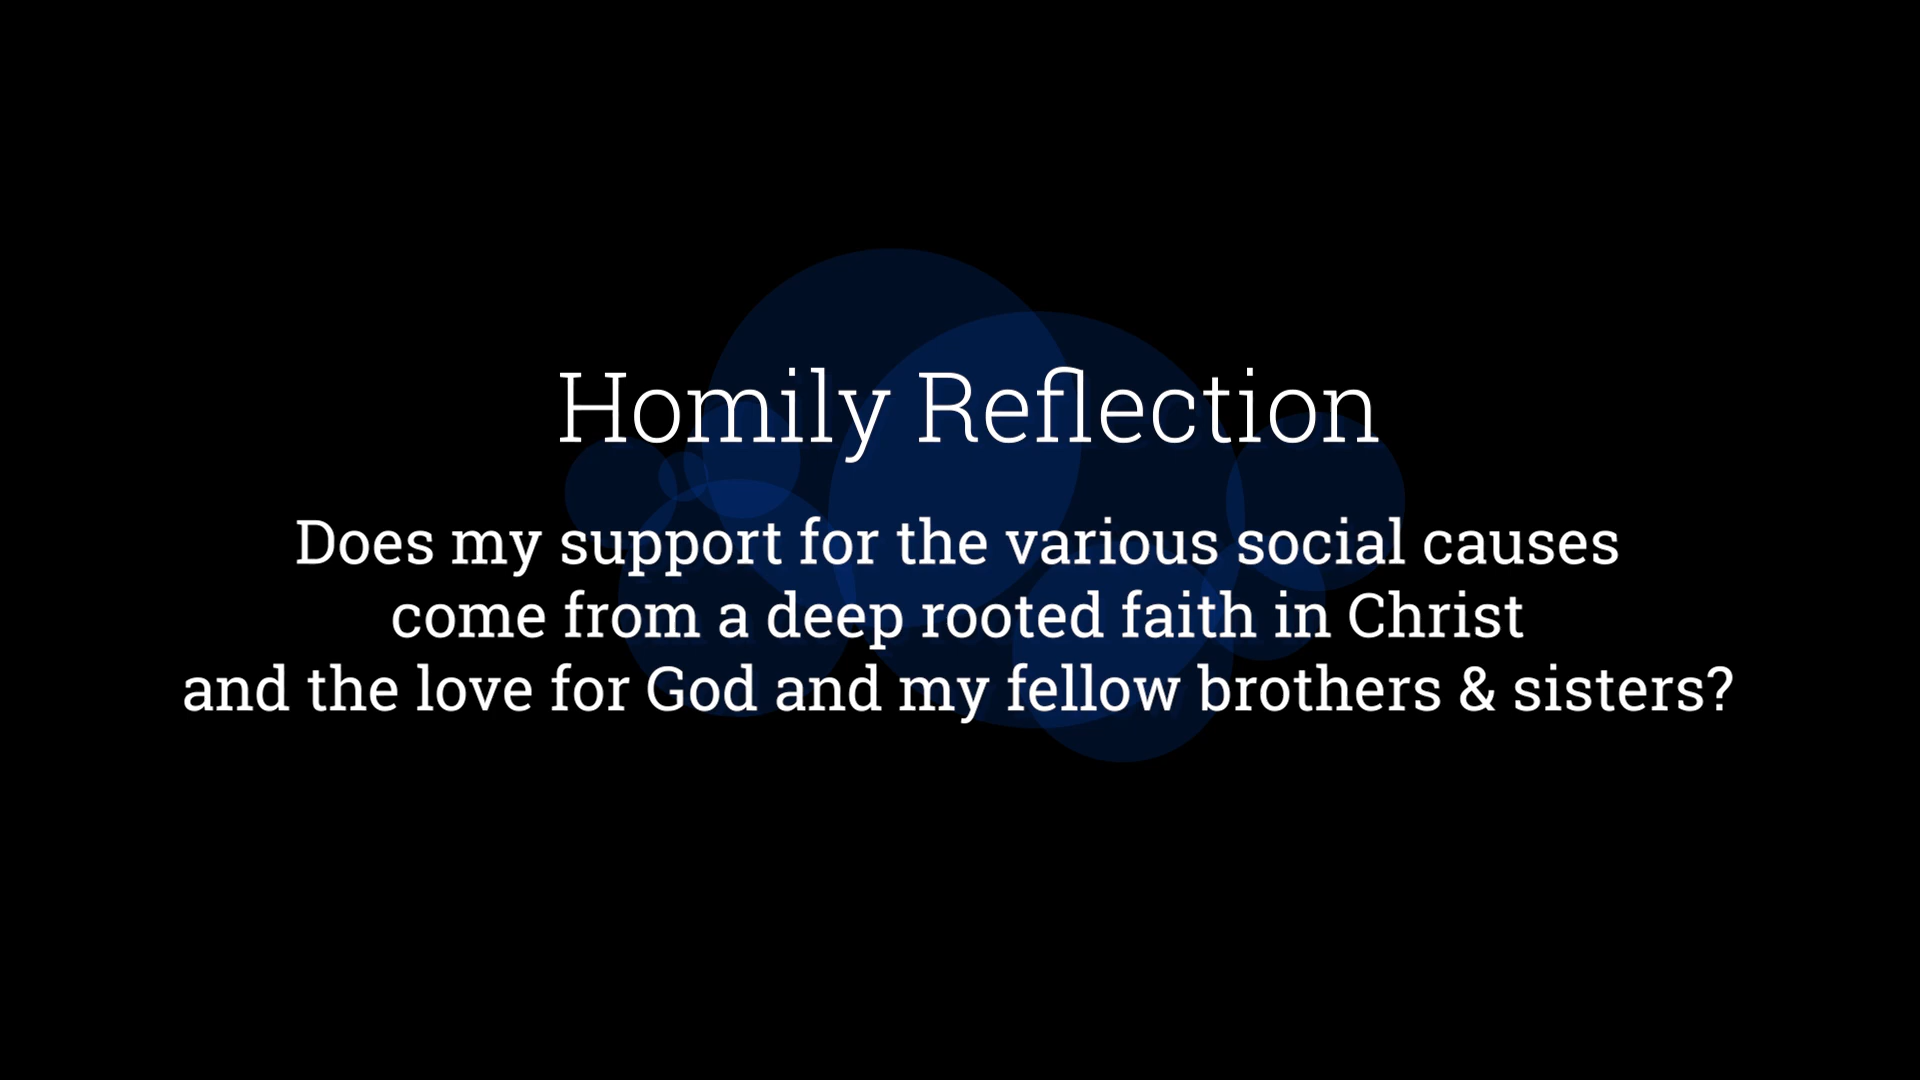 Homily Reflection
Does my support for the various social causes
come from a deep rooted faith in Christ
and the love for God and my fellow brothers & sisters?